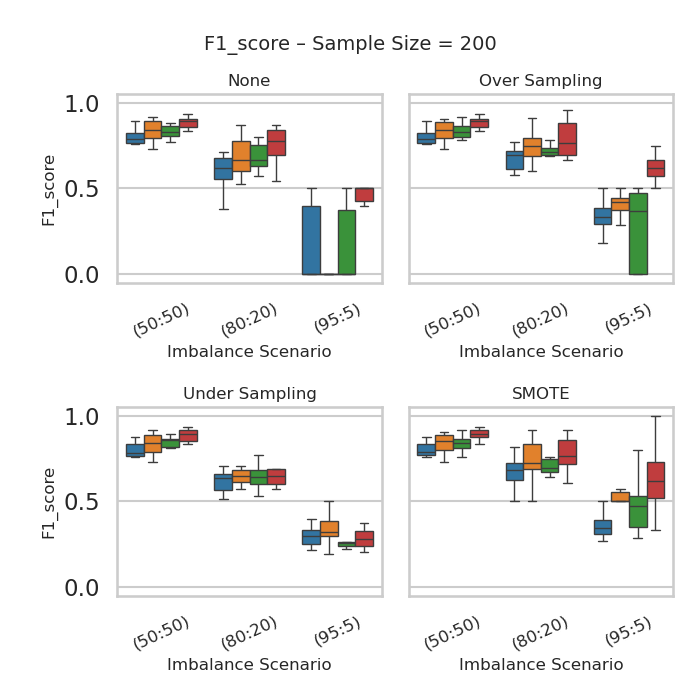 F1_score – Sample Size = 200
None
Over Sampling
F1_score
1.0
0.5
0.0
(50:50)
(80:20)
(95:5)
(50:50)
(80:20)
(95:5)
Imbalance Scenario
Imbalance Scenario
Under Sampling
SMOTE
F1_score
1.0
0.5
0.0
(50:50)
(80:20)
(95:5)
(50:50)
(80:20)
(95:5)
Imbalance Scenario
Imbalance Scenario